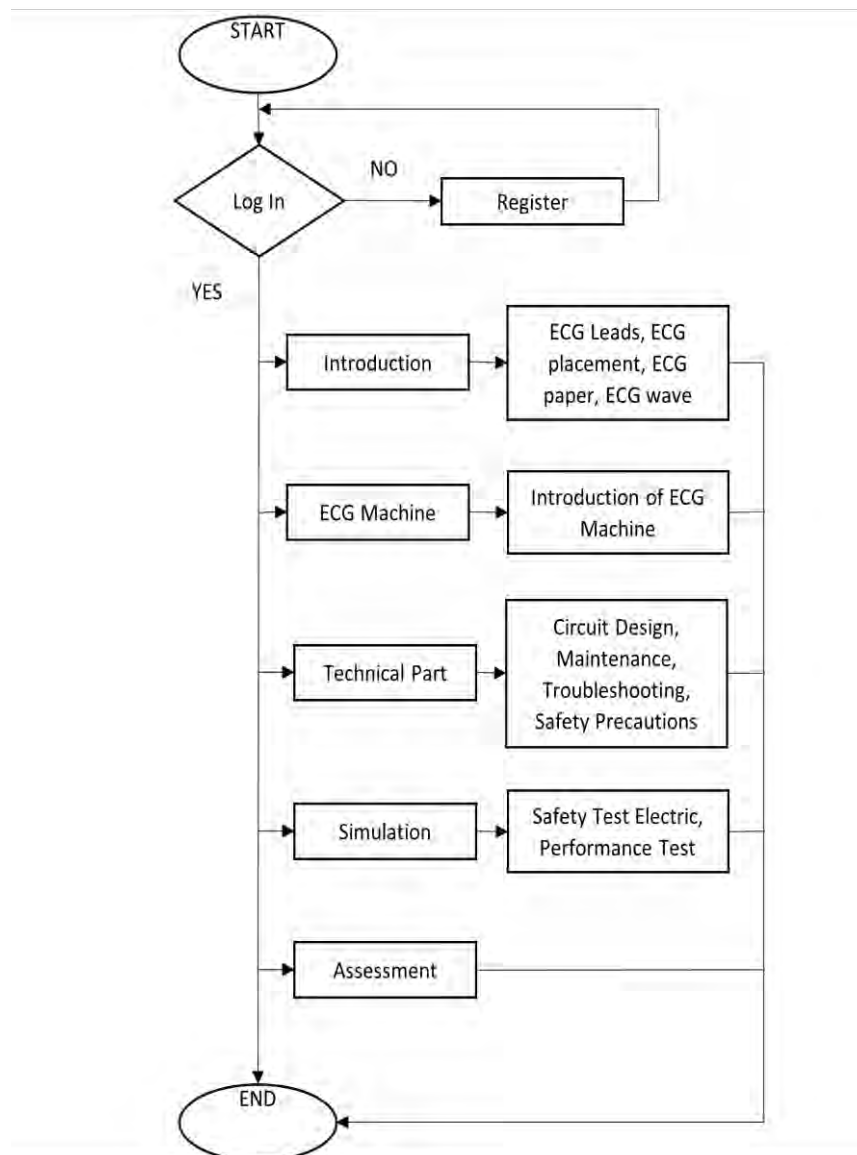 START
NO
Log In
Register
YES
Introduction
ECG Leads, ECG
placement, ECG
paper, ECG wave
ECG Machine
Introduction of ECG
Machine
Technical Part
Circuit Design,
Maintenance,
Troubleshooting,
Safety Precautions
Simulation
Safety Test Electric,
Performance Test
Assessment
END